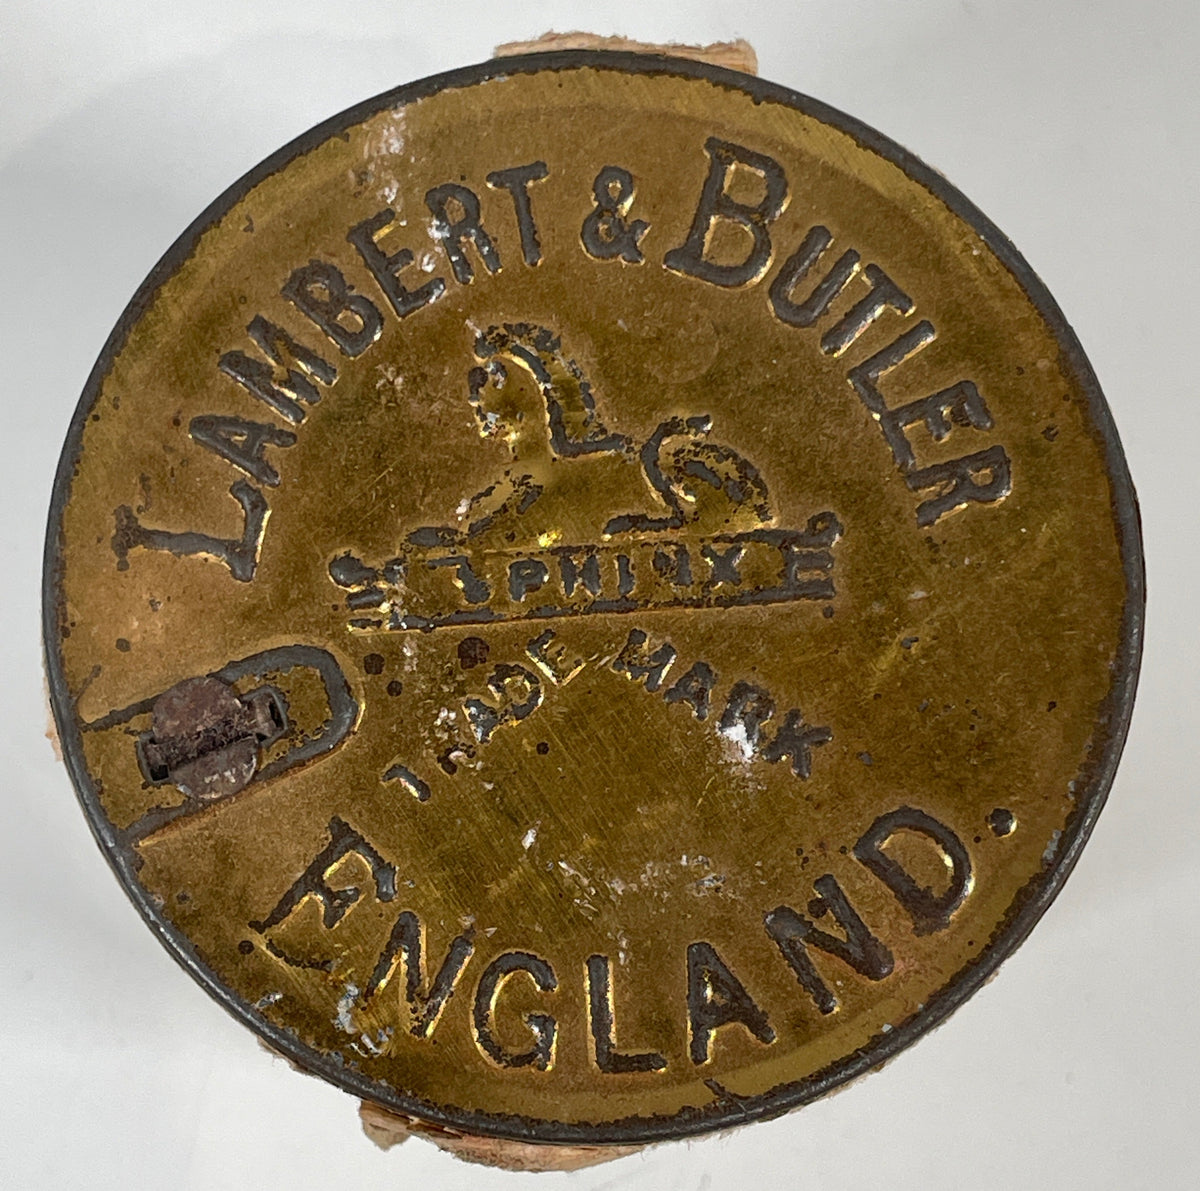 LAMBERT & BUTLER
SPHINX
TRADE MARK
ENGLAND.